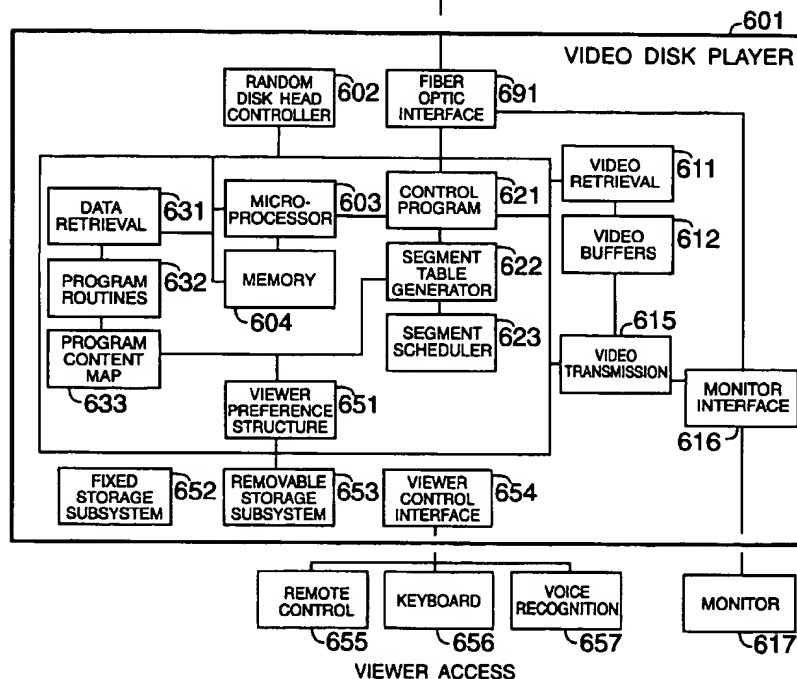 601
VIDEO DISK PLAYER
RANDOM
DISK HEAD
CONTROLLER
602
FIBER
OPTIC
INTERFACE
691
DATA
RETRIEVAL
631
MICRO-
PROCESSOR
603
CONTROL
PROGRAM
621
VIDEO
RETRIEVAL
611
PROGRAM
ROUTINES
632
MEMORY
604
SEGMENT
TABLE
GENERATOR
622
VIDEO
BUFFERS
612
PROGRAM
CONTENT
MAP
633
SEGMENT
SCHEDULER
623
615
VIDEO
TRANSMISSION
VIEWER
PREFERENCE
STRUCTURE
651
MONITOR
INTERFACE
616
FIXED
STORAGE
SUBSYSTEM
652
REMOVABLE
STORAGE
SUBSYSTEM
653
VIEWER
CONTROL
INTERFACE
654
REMOTE
CONTROL
655
KEYBOARD
656
VOICE
RECOGNITION
657
MONITOR
617
VIEWER ACCESS